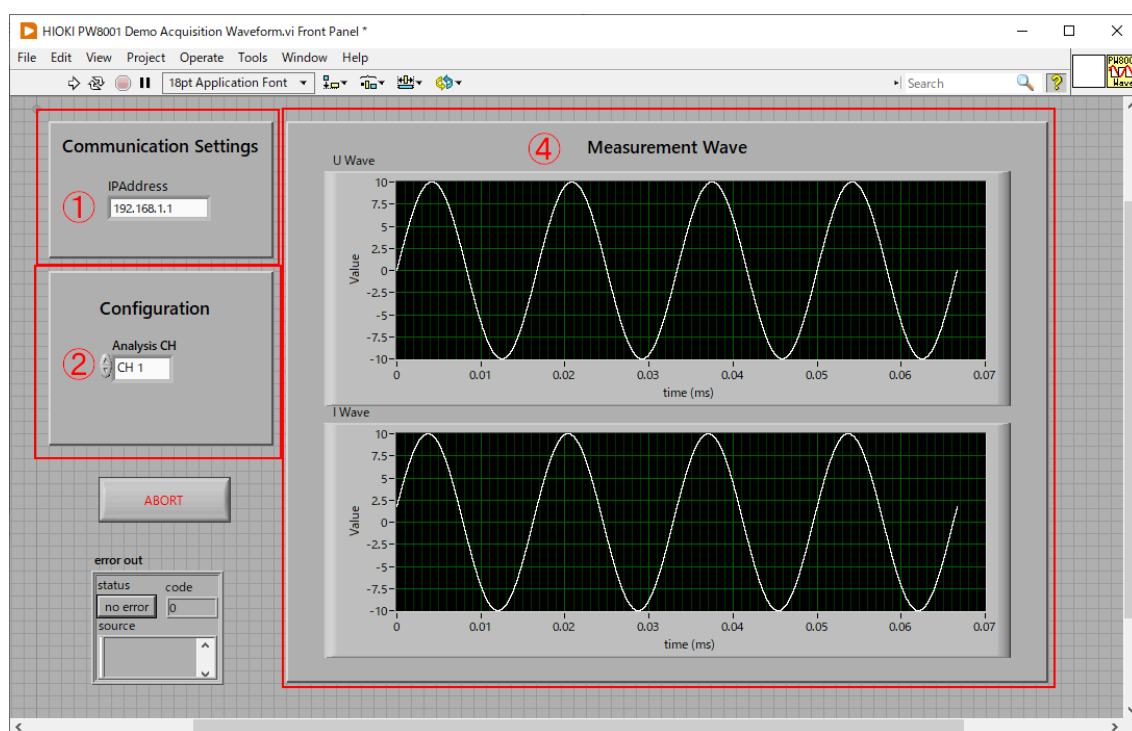 HIOKI PW8001 Demo Acquisition Waveform.vi Front Panel *
File Edit View Project Operate Tools Window Help
18pt Application Font
Search
?
PW800
Wave
Communication Settings
IPAddress
① 192.168.1.1
Configuration
Analysis CH
② CH 1
ABORT
error out
status code
no error 0
source
④ Measurement Wave
U Wave
10
7.5
5
2.5
0
-2.5
-5
-7.5
-10
Value
0 0.01 0.02 0.03 0.04 0.05 0.06 0.07
time (ms)
I Wave
10
7.5
5
2.5
0
-2.5
-5
-7.5
-10
Value
0 0.01 0.02 0.03 0.04 0.05 0.06 0.07
time (ms)